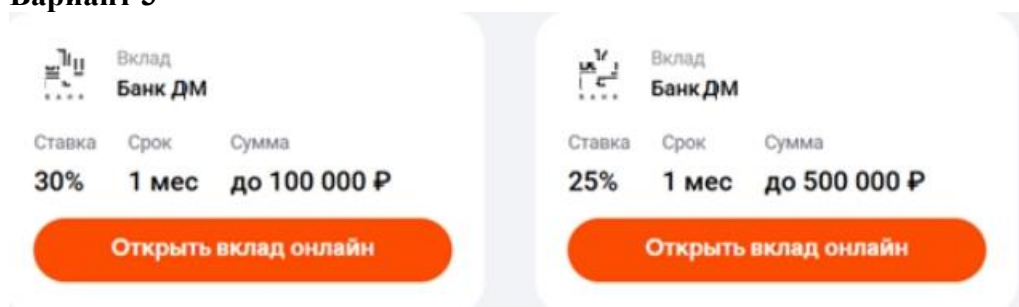 Вклад
Банк ДМ
Ставка Срок Сумма
30% 1 мес до 100 000 ₽
Открыть вклад онлайн
Вклад
Банк ДМ
Ставка Срок Сумма
25% 1 мес до 500 000 ₽
Открыть вклад онлайн